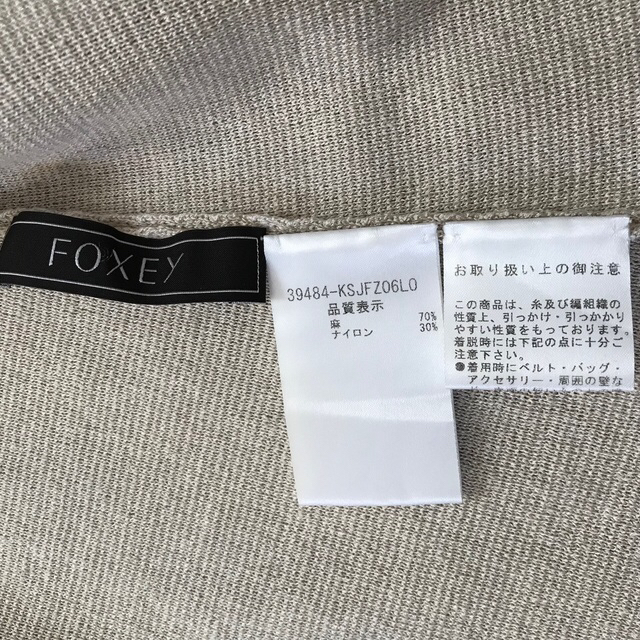 FOXEY
39484-KSJFZ06L0
品質表示
麻 70%
ナイロン 30%
お取り扱い上の御注意
この商品は、糸及び編組織の
性質上、引っかけ・引っかかり
やすい性質をもっております。
着脱時には下記の点に十分ご
注意下さい。
●着用時にベルト・バッグ・
アクセサリー・周囲の壁な